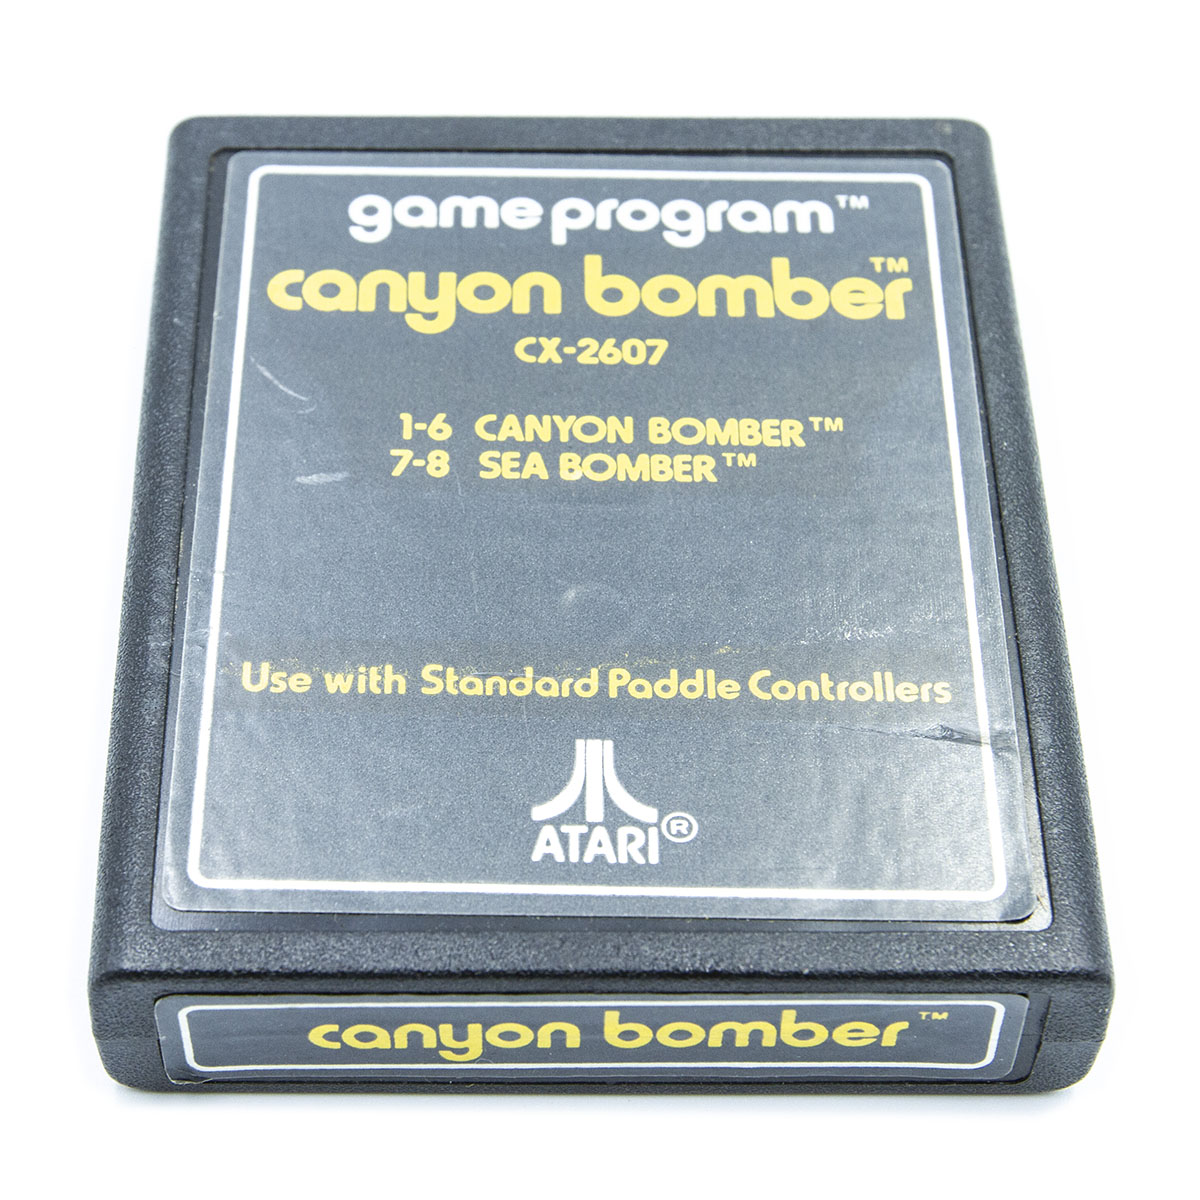 game program™
canyon bomber™
CX-2607
1-6 CANYON BOMBER™
7-8 SEA BOMBER™
Use with Standard Paddle Controllers
ATARI®
canyon bomber™